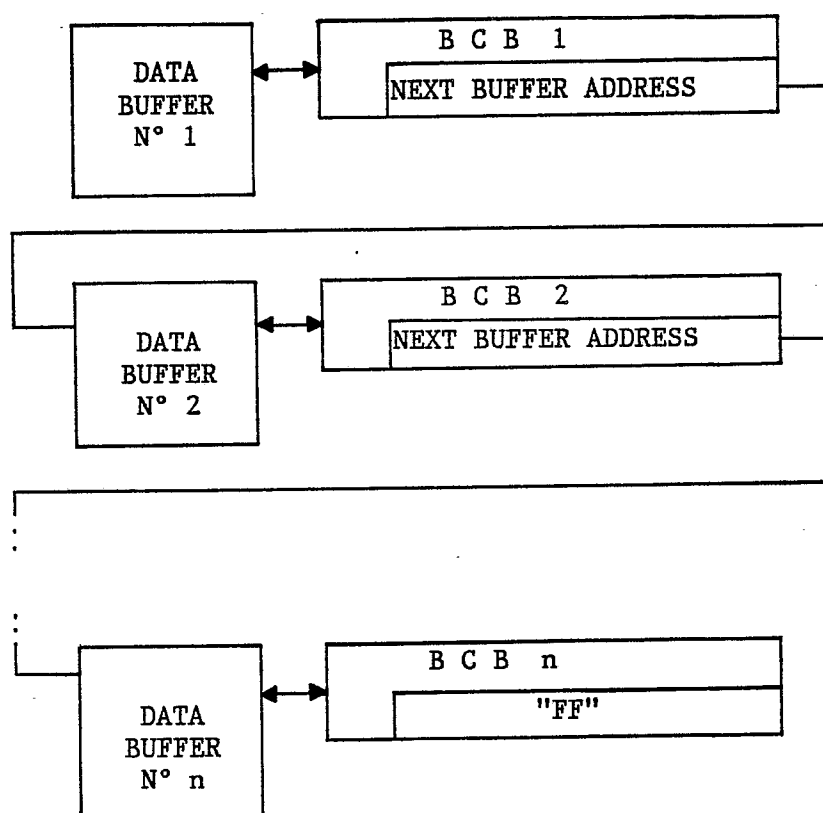 B C B 1
DATA
BUFFER
N° 1
NEXT BUFFER ADDRESS
B C B 2
DATA
BUFFER
N° 2
NEXT BUFFER ADDRESS
B C B n
DATA
BUFFER
N° n
"FF"